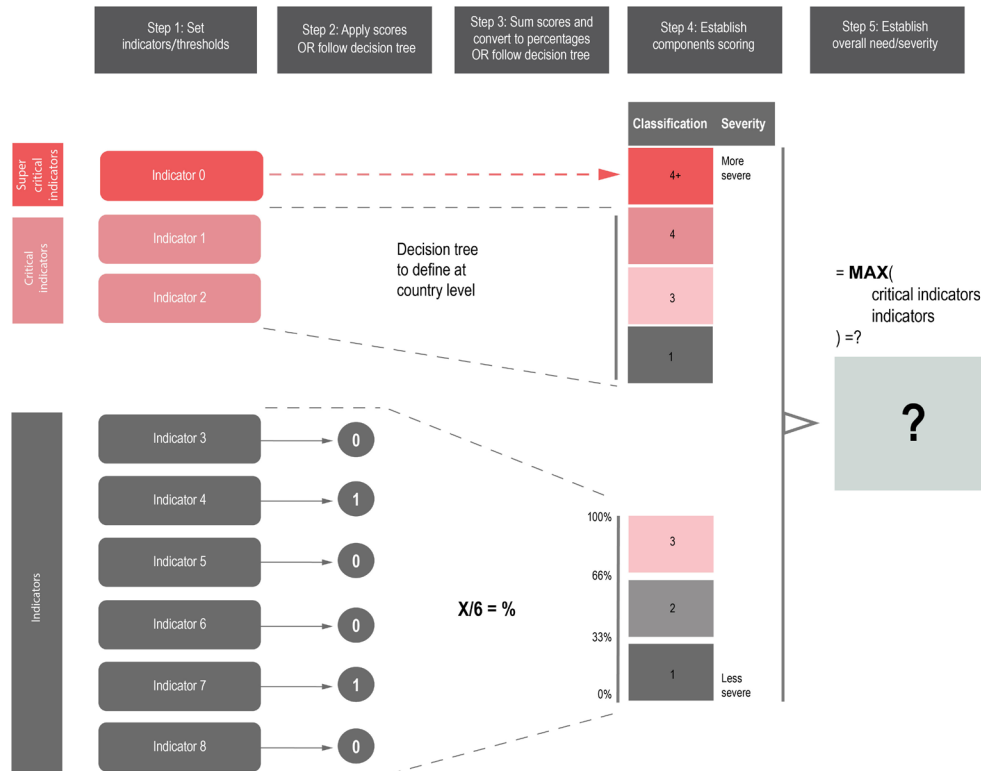 Step 1: Set
indicators/thresholds
Step 2: Apply scores
OR follow decision tree
Step 3: Sum scores and
convert to percentages
OR follow decision tree
Step 4: Establish
components scoring
Step 5: Establish
overall need/severity
Classification Severity
Super
critical
indicators
Indicator 0
4+
More
severe
Critical
indicators
Indicator 1
Indicator 2
Decision tree
to define at
country level
4
3
1
= MAX(
critical indicators
indicators
) =?
?
Indicators
Indicator 3
0
Indicator 4
1
Indicator 5
0
Indicator 6
0
Indicator 7
1
Indicator 8
0
X/6 = %
100%
66%
33%
0%
3
2
1
Less
severe